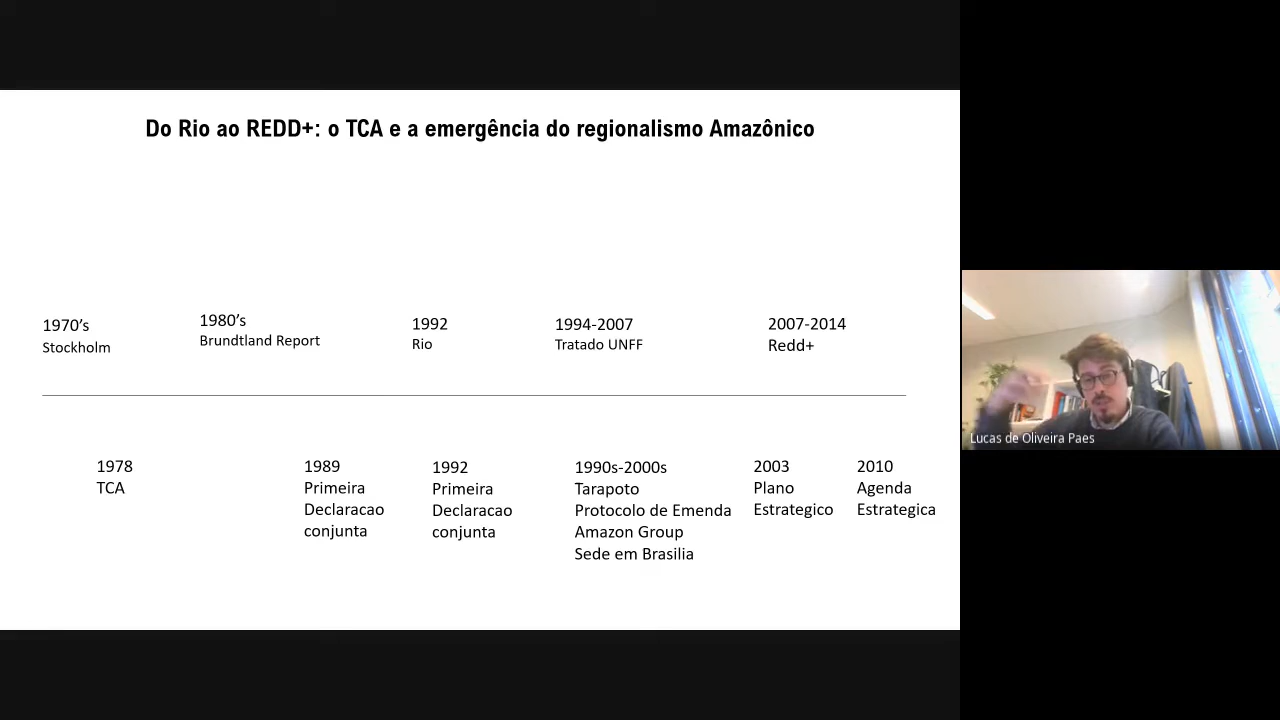 Do Rio ao REDD+: o TCA e a emergência do regionalismo Amazônico
1970’s
Stockholm
1980’s
Brundtland Report
1992
Rio
1994-2007
Tratado UNFF
2007-2014
Redd+
1978
TCA
1989
Primeira
Declaracao
conjunta
1992
Primeira
Declaracao
conjunta
1990s-2000s
Tarapoto
Protocolo de Emenda
Amazon Group
Sede em Brasilia
2003
Plano
Estrategico
2010
Agenda
Estrategica
Lucas de Oliveira Paes